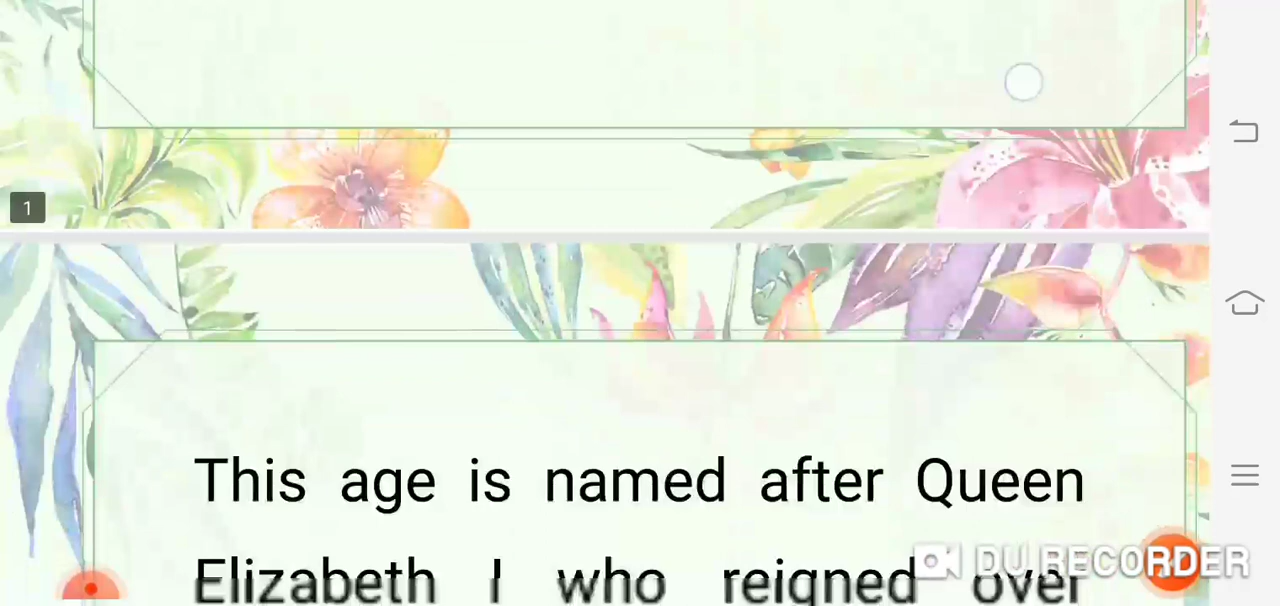 1
This age is named after Queen
Elizabeth I who reigned over
DU RECORDER